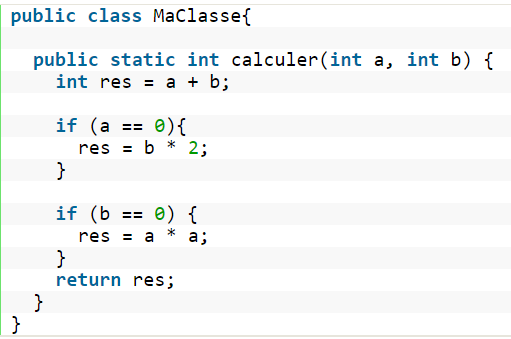 public class MaClasse{
public static int calculer(int a, int b) {
int res = a + b;
if (a == 0){
res = b * 2;
}
if (b == 0) {
res = a * a;
}
return res;
}
}